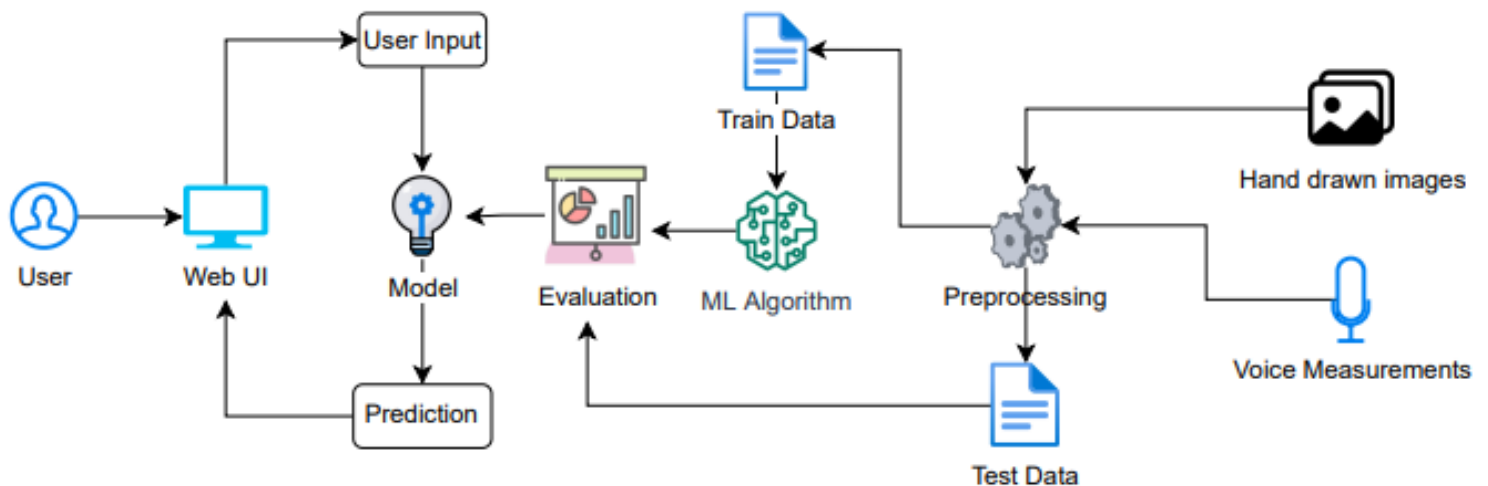 User Input
Train Data
Hand drawn images
User
Web UI
Model
Evaluation
ML Algorithm
Preprocessing
Voice Measurements
Prediction
Test Data